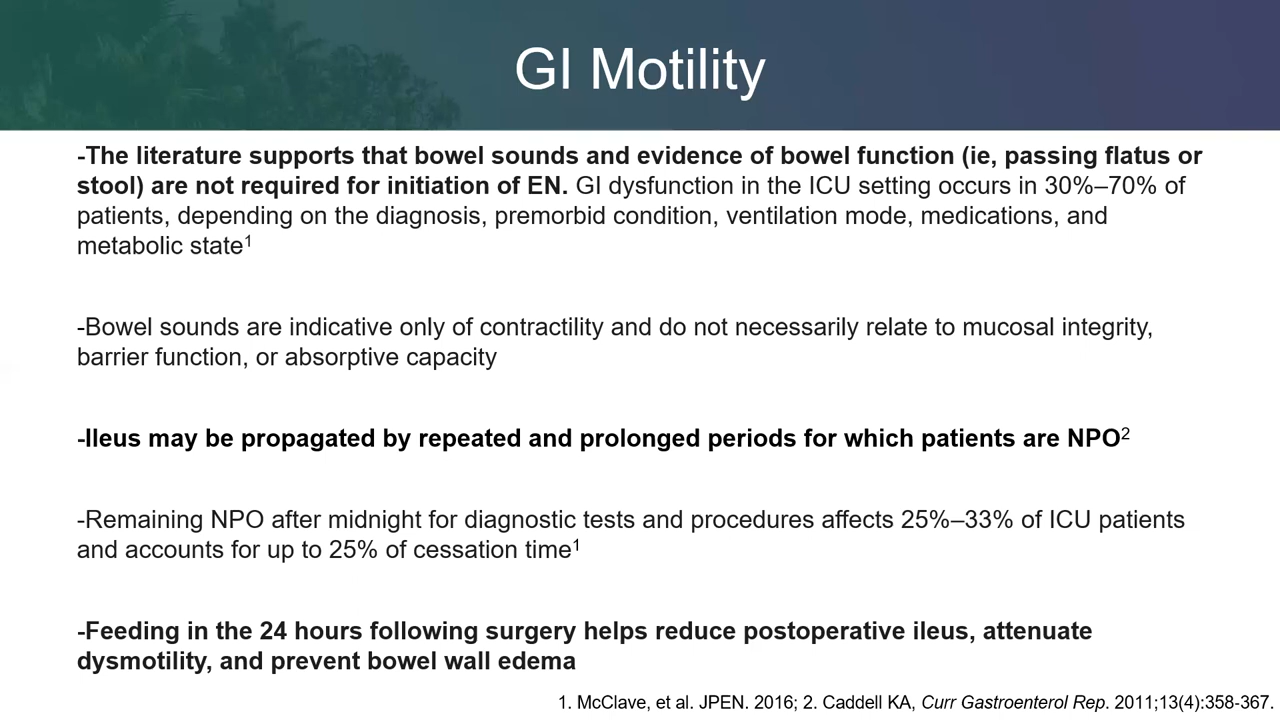 GI Motility
-The literature supports that bowel sounds and evidence of bowel function (ie, passing flatus or
stool) are not required for initiation of EN. GI dysfunction in the ICU setting occurs in 30%–70% of
patients, depending on the diagnosis, premorbid condition, ventilation mode, medications, and
metabolic state¹
-Bowel sounds are indicative only of contractility and do not necessarily relate to mucosal integrity,
barrier function, or absorptive capacity
-Ileus may be propagated by repeated and prolonged periods for which patients are NPO²
-Remaining NPO after midnight for diagnostic tests and procedures affects 25%–33% of ICU patients
and accounts for up to 25% of cessation time¹
-Feeding in the 24 hours following surgery helps reduce postoperative ileus, attenuate
dysmotility, and prevent bowel wall edema
1. McClave, et al. JPEN. 2016; 2. Caddell KA, Curr Gastroenterol Rep. 2011;13(4):358-367.